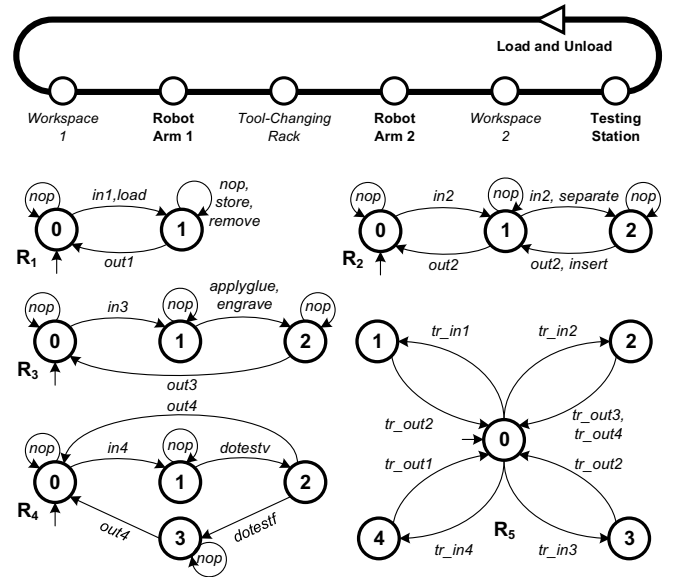 Load and Unload
Workspace
1
Robot
Arm 1
Tool-Changing
Rack
Robot
Arm 2
Workspace
2
Testing
Station
nop
in1,load
nop,
store,
remove
0
1
out1
R1
nop
in2
nop
in2, separate
nop
0
1
2
out2
out2, insert
R2
nop
in3
nop
applyglue,
engrave
nop
0
1
2
out3
R3
out4
nop
in4
nop
dotestv
0
1
2
out4
dotestf
3
nop
R4
1
tr_in1
tr_in2
2
tr_out2
tr_out3,
tr_out4
0
tr_out1
tr_out2
4
tr_in4
R5
tr_in3
3